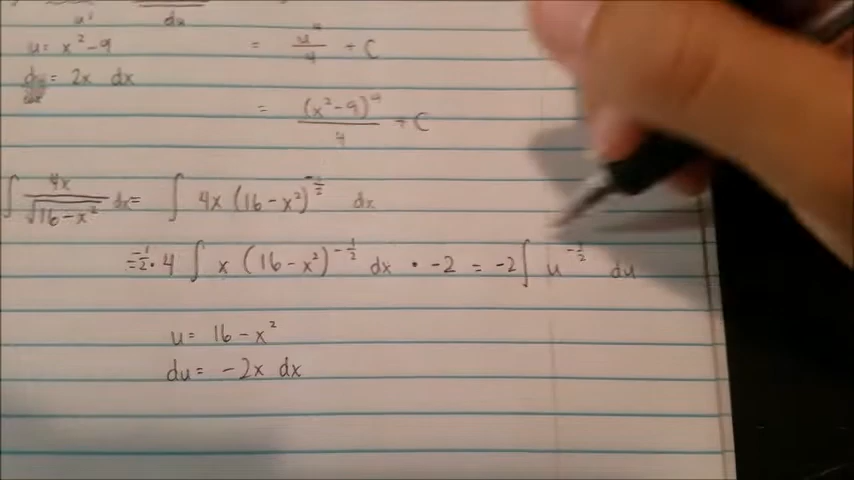 u' du
u = x² - 9 = u⁴/4 + C
du = 2x dx
= (x² - 9)⁴/4 + C
∫ 4x/√(16-x²) dx = ∫ 4x (16-x²)^(-1/2) dx
= -1/2 · 4 ∫ x (16-x²)^(-1/2) dx · -2 = -2 ∫ u^(-1/2) du
u = 16 - x²
du = -2x dx